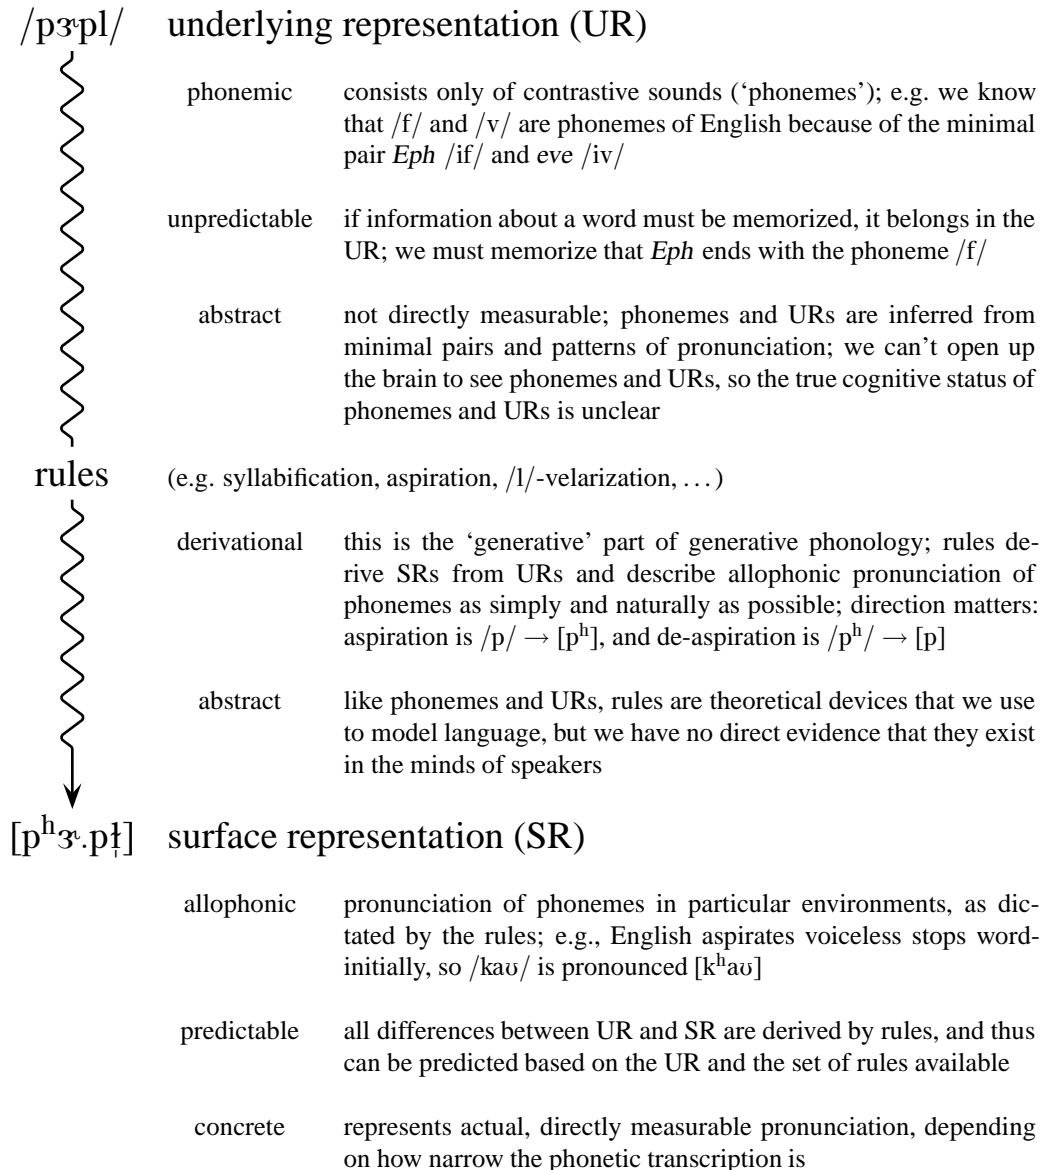 /pɝpl/ underlying representation (UR)
phonemic consists only of contrastive sounds (‘phonemes’); e.g. we know
that /f/ and /v/ are phonemes of English because of the minimal
pair Eph /if/ and eve /iv/
unpredictable if information about a word must be memorized, it belongs in the
UR; we must memorize that Eph ends with the phoneme /f/
abstract not directly measurable; phonemes and URs are inferred from
minimal pairs and patterns of pronunciation; we can’t open up
the brain to see phonemes and URs, so the true cognitive status of
phonemes and URs is unclear
rules (e.g. syllabification, aspiration, /l/-velarization, ...)
derivational this is the ‘generative’ part of generative phonology; rules de-
rive SRs from URs and describe allophonic pronunciation of
phonemes as simply and naturally as possible; direction matters:
aspiration is /p/ → [pʰ], and de-aspiration is /pʰ/ → [p]
abstract like phonemes and URs, rules are theoretical devices that we use
to model language, but we have no direct evidence that they exist
in the minds of speakers
[pʰɝ.pɫ̩] surface representation (SR)
allophonic pronunciation of phonemes in particular environments, as dic-
tated by the rules; e.g., English aspirates voiceless stops word-
initially, so /kaʊ/ is pronounced [kʰaʊ]
predictable all differences between UR and SR are derived by rules, and thus
can be predicted based on the UR and the set of rules available
concrete represents actual, directly measurable pronunciation, depending
on how narrow the phonetic transcription is